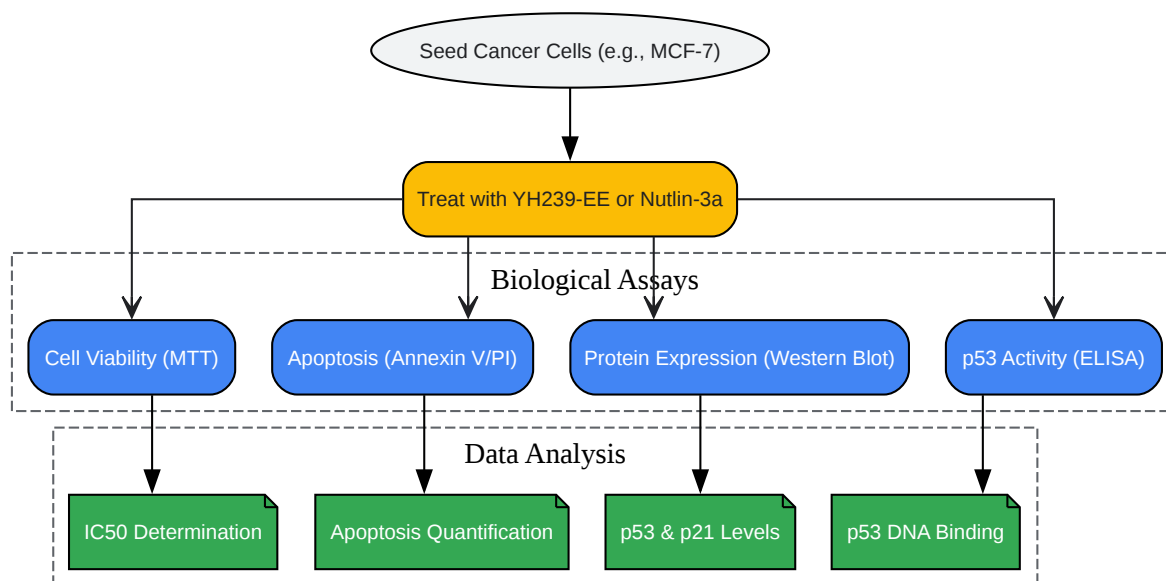 Seed Cancer Cells (e.g., MCF-7)
Treat with YH239-EE or Nutlin-3a
Biological Assays
Cell Viability (MTT)
Apoptosis (Annexin V/PI)
Protein Expression (Western Blot)
p53 Activity (ELISA)
Data Analysis
IC50 Determination
Apoptosis Quantification
p53 & p21 Levels
p53 DNA Binding